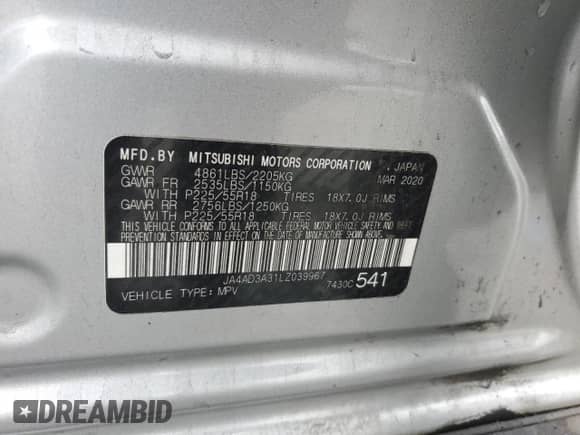 MFD.BY MITSUBISHI MOTORS CORPORATION JAPAN
GVWR 4861LBS/2205KG MAR 2020
GAWR FR 2535LBS/1150KG
WITH P225/55R18 TIRES 18X7.0J RIMS
GAWR RR 2756LBS/1250KG
WITH P225/55R18 TIRES 18X7.0J RIMS
THIS VEHICLE CONFORMS TO ALL APPLICABLE U.S. FEDERAL MOTOR VEHICLE SAFETY, BUMPER, AND THEFT
PREVENTION STANDARDS IN EFFECT ON THE DATE OF MANUFACTURE SHOWN ABOVE.
JA4AD3A31LZ039967
7430C 541
VEHICLE TYPE: MPV
DREAMBID